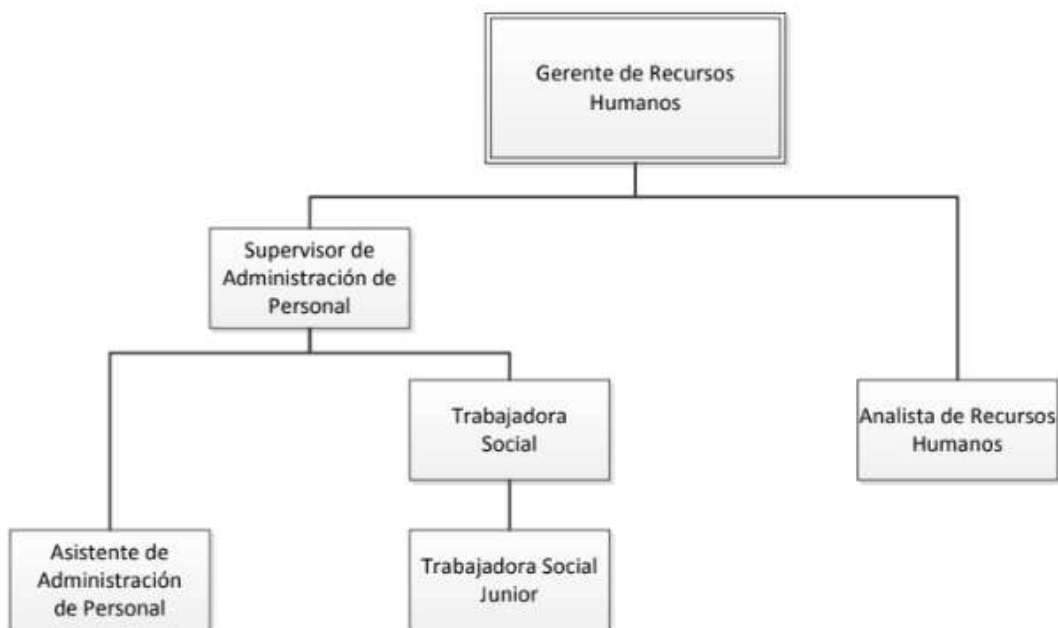 Gerente de Recursos
Humanos
Supervisor de
Administración de
Personal
Trabajadora
Social
Analista de Recursos
Humanos
Asistente de
Administración
de Personal
Trabajadora Social
Junior